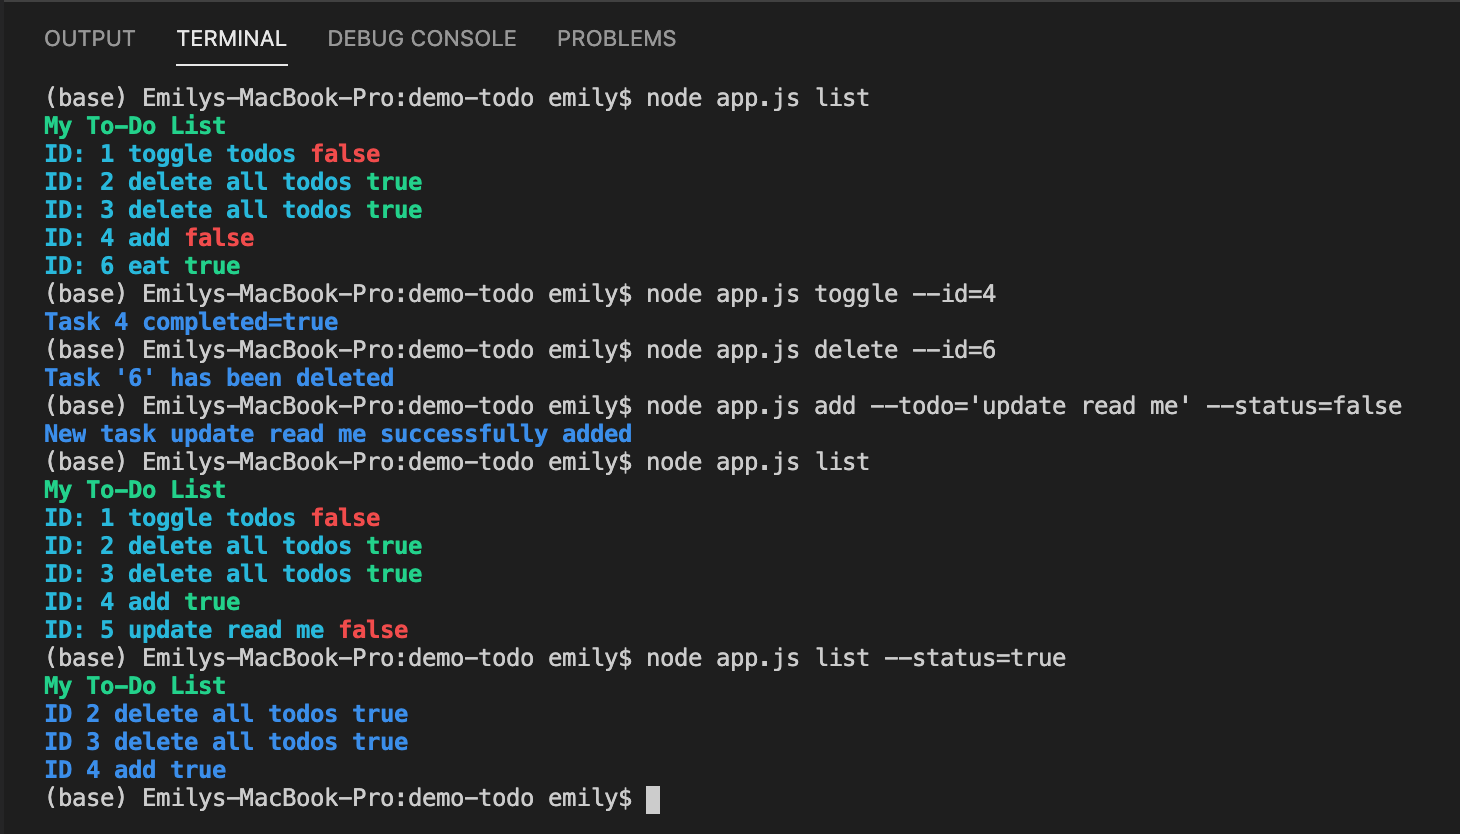 OUTPUT TERMINAL DEBUG CONSOLE PROBLEMS
(base) Emilys-MacBook-Pro:demo-todo emily$ node app.js list
My To-Do List
ID: 1 toggle todos false
ID: 2 delete all todos true
ID: 3 delete all todos true
ID: 4 add false
ID: 6 eat true
(base) Emilys-MacBook-Pro:demo-todo emily$ node app.js toggle --id=4
Task 4 completed=true
(base) Emilys-MacBook-Pro:demo-todo emily$ node app.js delete --id=6
Task '6' has been deleted
(base) Emilys-MacBook-Pro:demo-todo emily$ node app.js add --todo='update read me' --status=false
New task update read me successfully added
(base) Emilys-MacBook-Pro:demo-todo emily$ node app.js list
My To-Do List
ID: 1 toggle todos false
ID: 2 delete all todos true
ID: 3 delete all todos true
ID: 4 add true
ID: 5 update read me false
(base) Emilys-MacBook-Pro:demo-todo emily$ node app.js list --status=true
My To-Do List
ID 2 delete all todos true
ID 3 delete all todos true
ID 4 add true
(base) Emilys-MacBook-Pro:demo-todo emily$